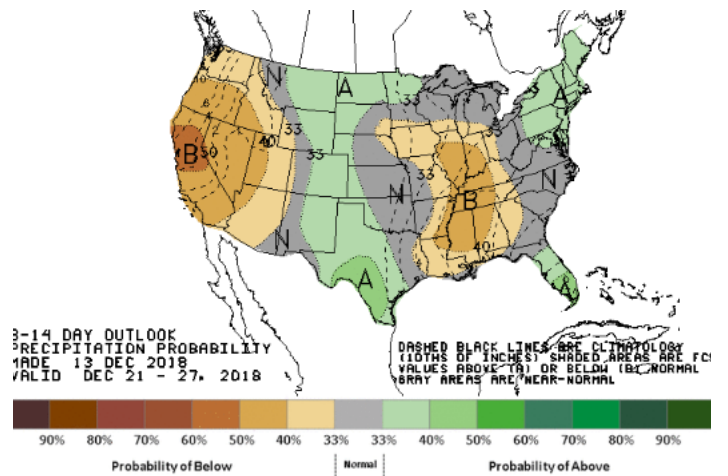 N
A
A
33
33
33
33
40
.6
B 50
N
N
B
N
A
40
A
8-14 DAY OUTLOOK
PRECIPITATION PROBABILITY
MADE 13 DEC 2018
VALID DEC 21 - 27, 2018
DASHED BLACK LINES ARE CLIMATOLOGY
(10THS OF INCHES) SHADED AREAS ARE FCS
VALUES ABOVE (A) OR BELOW (B) NORMAL
GRAY AREAS ARE NEAR-NORMAL
90% 80% 70% 60% 50% 40% 33% 33% 40% 50% 60% 70% 80% 90%
Probability of Below Normal Probability of Above